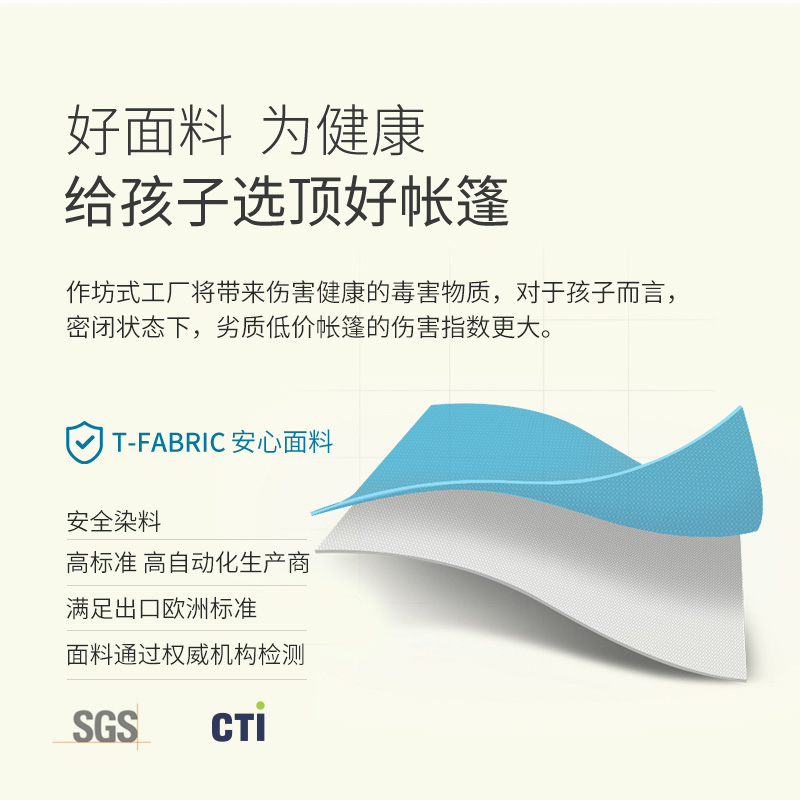 好面料 为健康
给孩子选顶好帐篷
作坊式工厂将带来伤害健康的毒害物质，对于孩子而言，
密闭状态下，劣质低价帐篷的伤害指数更大。
T-FABRIC 安心面料
安全染料
高标准 高自动化生产商
满足出口欧洲标准
面料通过权威机构检测
SGS CTI